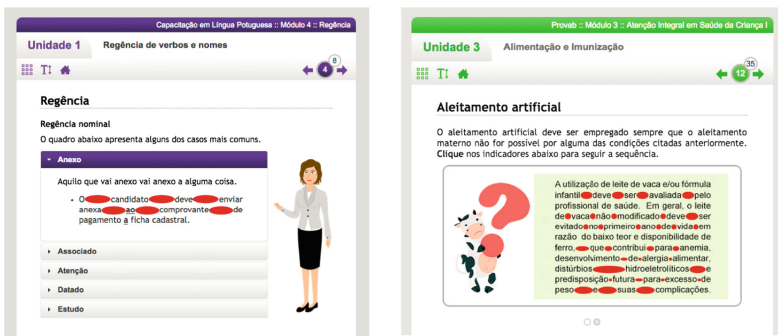 Capacitação em Língua Potuguesa :: Módulo 4 :: Regência
Unidade 1
Regência de verbos e nomes
T
8
4
Regência
Regência nominal
O quadro abaixo apresenta alguns dos casos mais comuns.
Anexo
Aquilo que vai anexo vai anexo a alguma coisa.
• O candidato deve enviar
anexa ao comprovante de
pagamento a ficha cadastral.
Associado
Atenção
Datado
Estudo
Provab :: Módulo 3 :: Atenção Integral em Saúde da Criança I
Unidade 3
Alimentação e Imunização
T
35
12
Aleitamento artificial
O aleitamento artificial deve ser empregado sempre que o aleitamento
materno não for possível por alguma das condições citadas anteriormente.
Clique nos indicadores abaixo para seguir a sequência.
?
A utilização de leite de vaca e/ou fórmula
infantil deve ser avaliada pelo
profissional de saúde. Em geral, o leite
de vaca não modificado deve ser
evitado no primeiro ano de vida em
razão do baixo teor e disponibilidade de
ferro, que contribui para anemia,
desenvolvimento de alergia alimentar,
distúrbios hidroeletrolíticos e
predisposição futura para excesso de
peso e suas complicações.